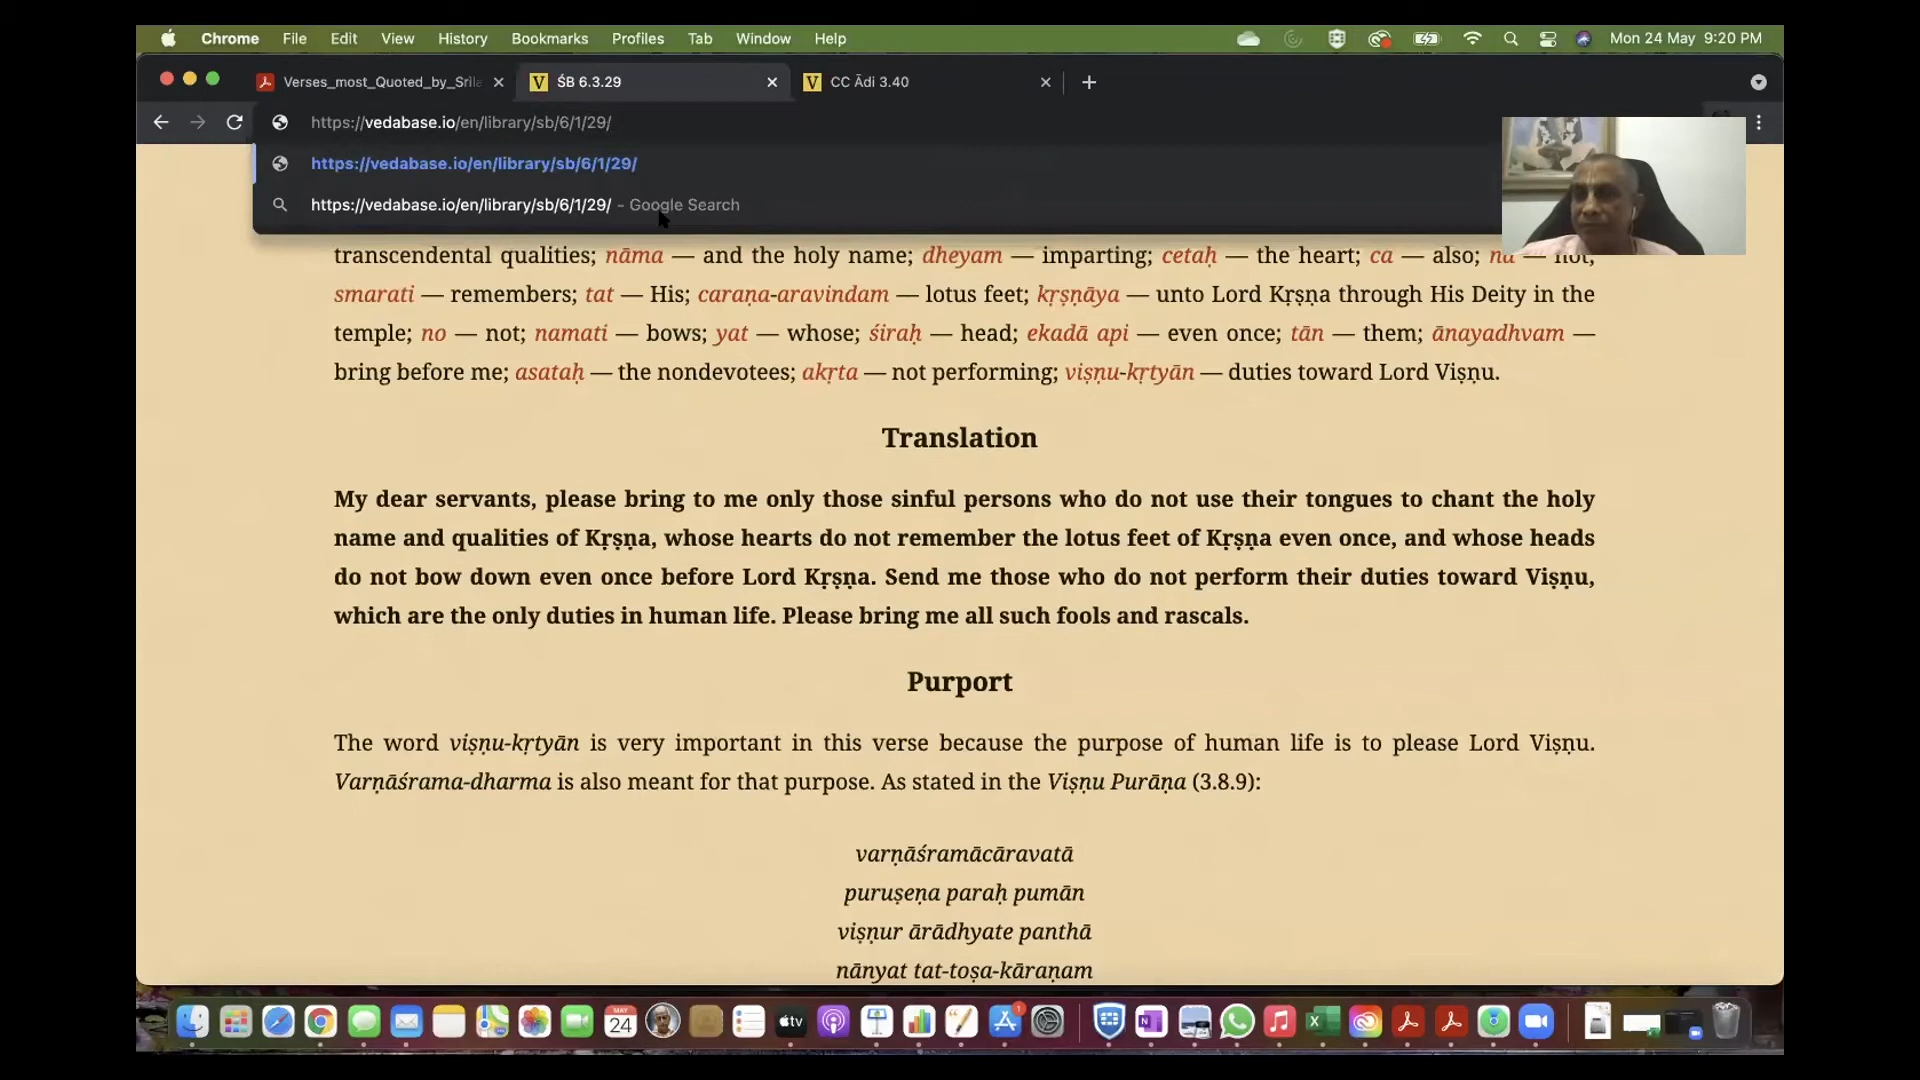 Chrome File Edit View History Bookmarks Profiles Tab Window Help Mon 24 May 9:20 PM
Verses_most_Quoted_by_Srila ŚB 6.3.29 CC Ādi 3.40
https://vedabase.io/en/library/sb/6/1/29/
https://vedabase.io/en/library/sb/6/1/29/
https://vedabase.io/en/library/sb/6/1/29/ - Google Search
transcendental qualities; nāma — and the holy name; dheyam — imparting; cetaḥ — the heart; ca — also; na — not;
smarati — remembers; tat — His; caraṇa-aravindam — lotus feet; kṛṣṇāya — unto Lord Kṛṣṇa through His Deity in the
temple; no — not; namati — bows; yat — whose; śiraḥ — head; ekadā api — even once; tān — them; ānayadhvam —
bring before me; asataḥ — the nondevotees; akṛta — not performing; viṣṇu-kṛtyān — duties toward Lord Viṣṇu.
Translation
My dear servants, please bring to me only those sinful persons who do not use their tongues to chant the holy
name and qualities of Kṛṣṇa, whose hearts do not remember the lotus feet of Kṛṣṇa even once, and whose heads
do not bow down even once before Lord Kṛṣṇa. Send me those who do not perform their duties toward Viṣṇu,
which are the only duties in human life. Please bring me all such fools and rascals.
Purport
The word viṣṇu-kṛtyān is very important in this verse because the purpose of human life is to please Lord Viṣṇu.
Varṇāśrama-dharma is also meant for that purpose. As stated in the Viṣṇu Purāṇa (3.8.9):
varṇāśramācāravatā
puruṣeṇa paraḥ pumān
viṣṇur ārādhyate panthā
nānyat tat-toṣa-kāraṇam
MAY
24
tv
1